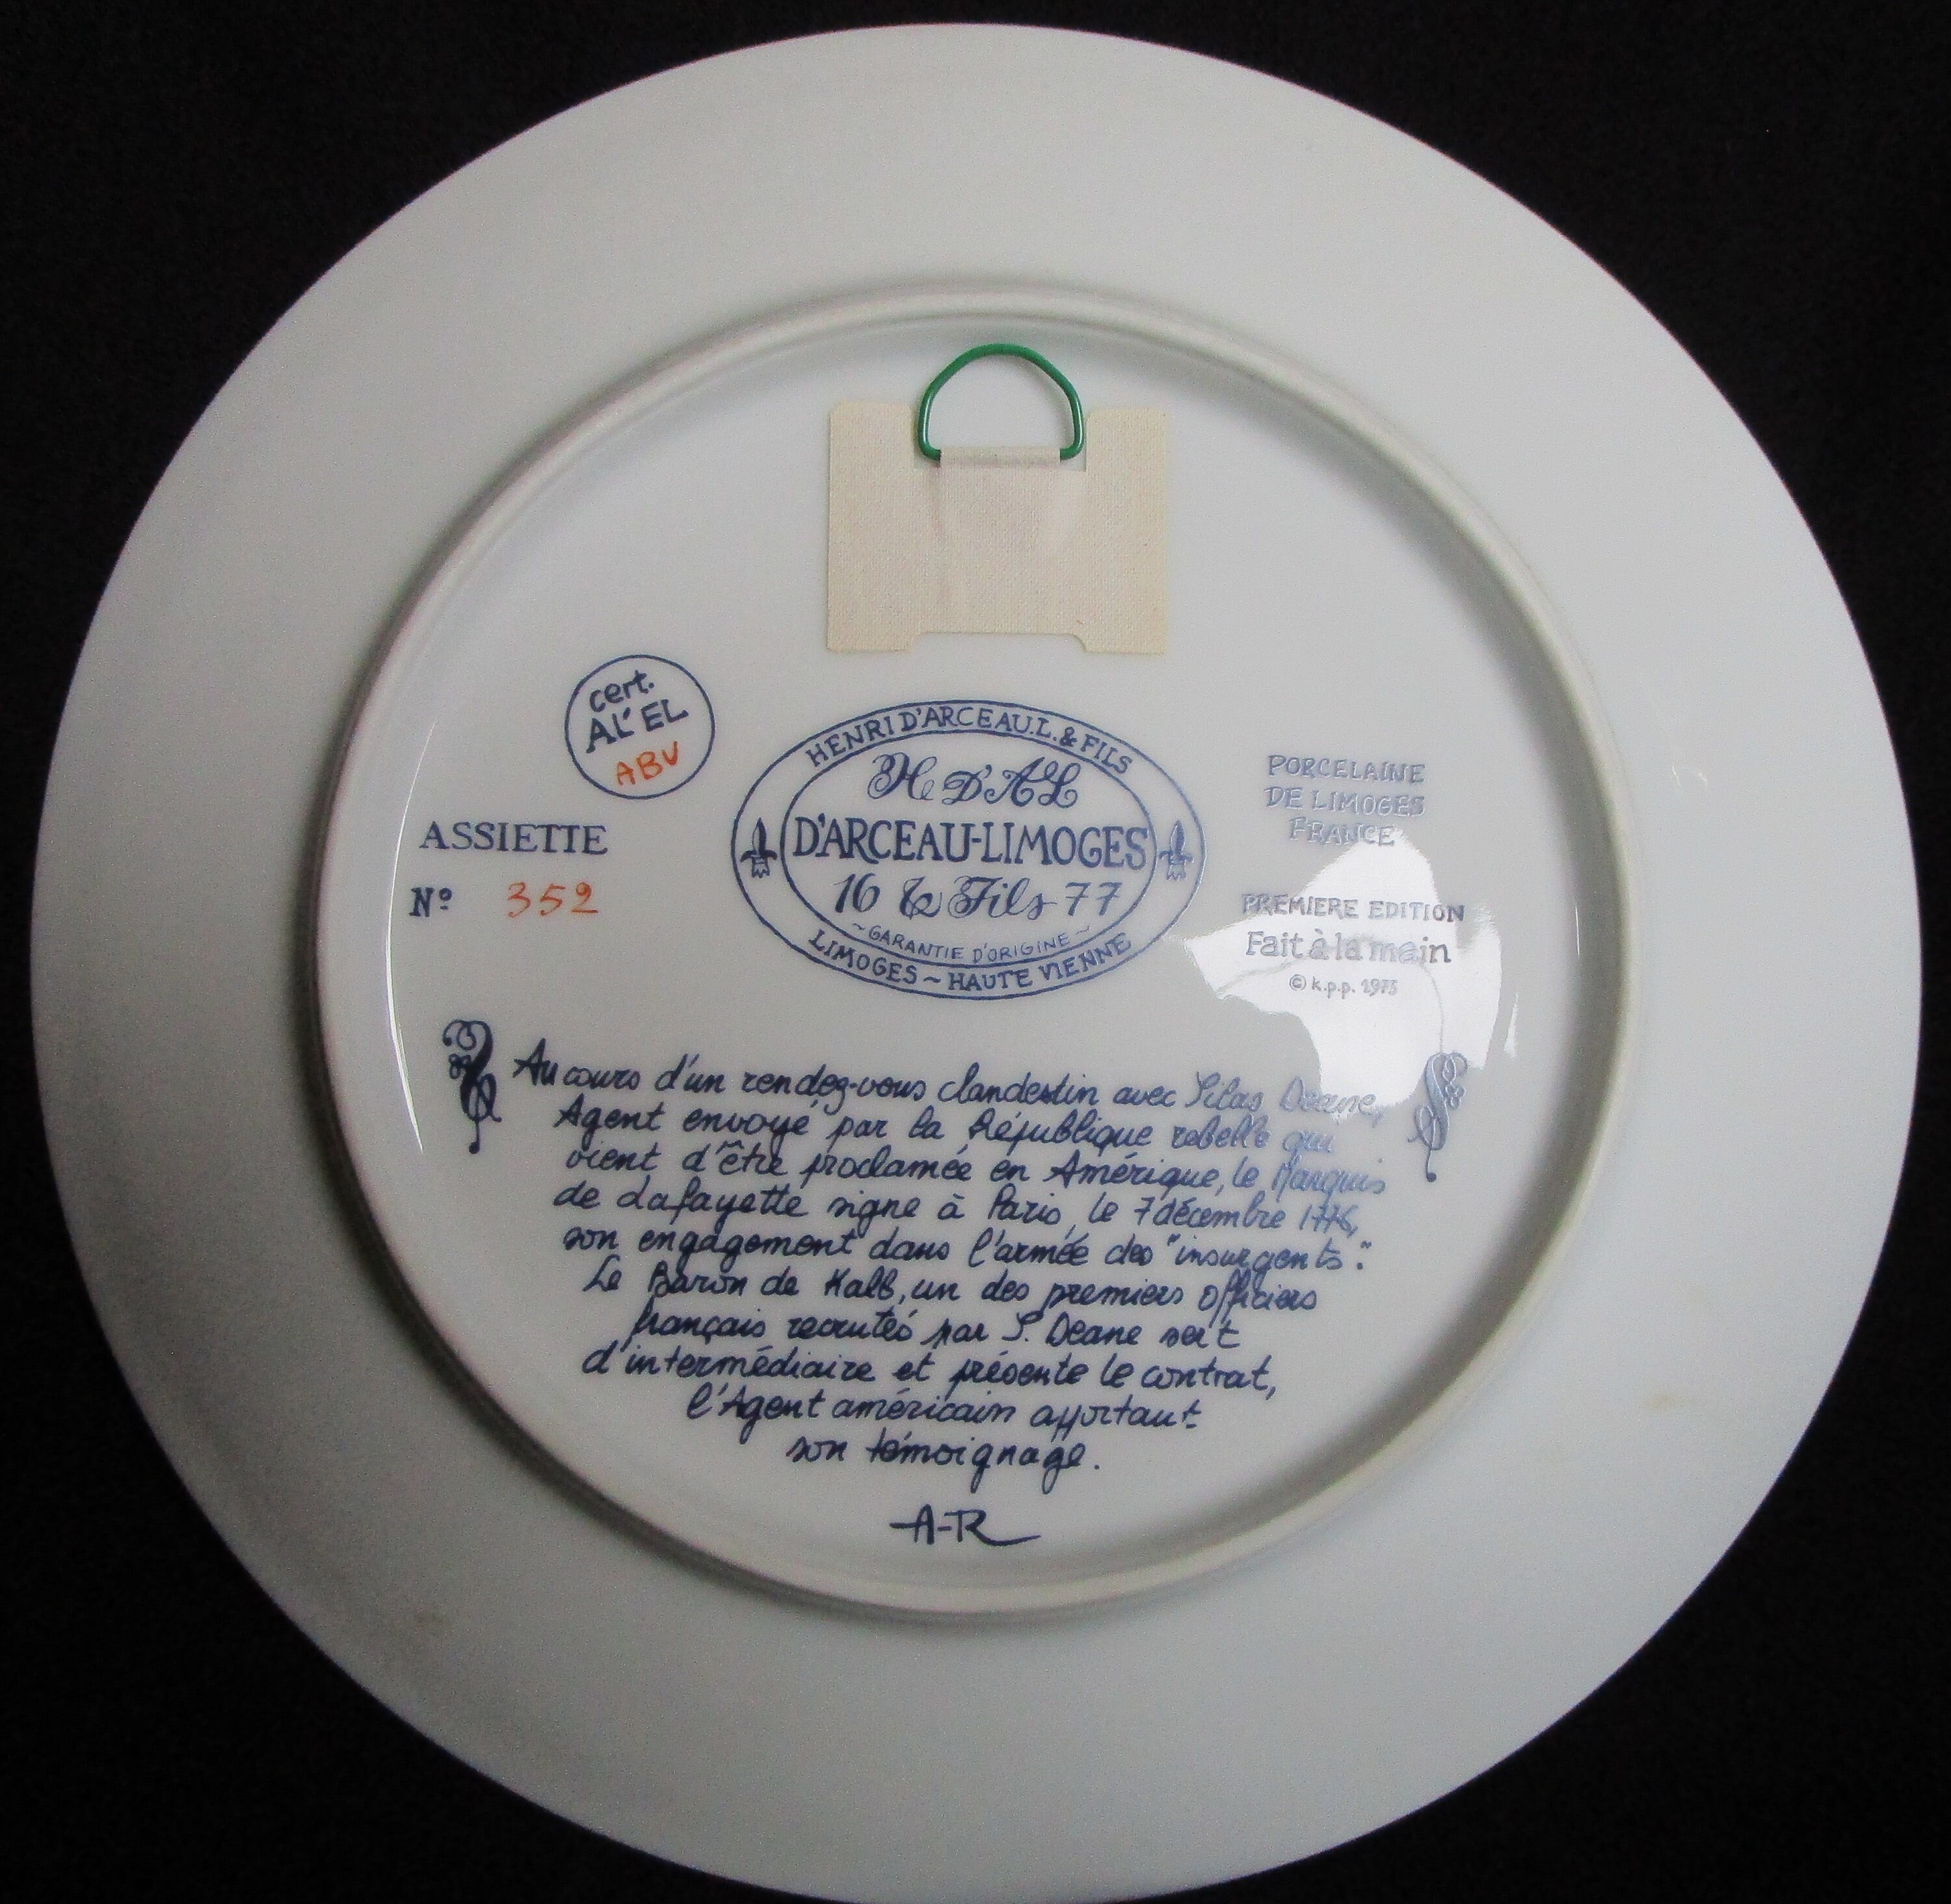 cert.
AL'EL
ABV
ASSIETTE
Nº 352
HENRI D'ARCEAU.L. & FILS
H D'AL
D'ARCEAU-LIMOGES
16 & Fils 77
~GARANTIE D'ORIGINE~
LIMOGES ~ HAUTE VIENNE
PORCELAINE
DE LIMOGES
FRANCE
PREMIERE EDITION
Fait à la main
© k.p.p. 1973
Au cours d'un rendez-vous clandestin avec Silas Deane,
Agent envoyé par la République rebelle qui
vient d'être proclamée en Amérique, le Marquis
de Lafayette signe à Paris, le 7 décembre 1776,
son engagement dans l'armée des "insurgents".
Le Baron de Kalb, un des premiers officiers
français recrutés par S. Deane sert
d'intermédiaire et présente le contrat,
l'Agent américain apportant
son témoignage.
A-R